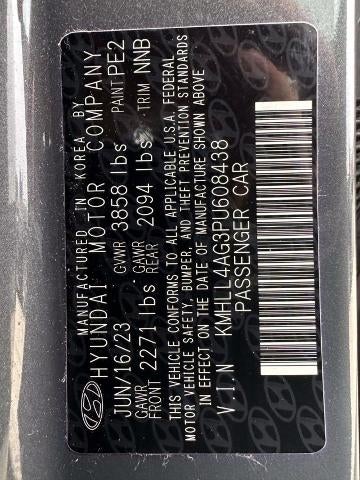 MANUFACTURED IN KOREA BY
HYUNDAI MOTOR COMPANY
JUN/16/23 GVWR 3858 lbs PAINT PE2
GAWR FRONT 2271 lbs GAWR REAR 2094 lbs TRIM NNB
THIS VEHICLE CONFORMS TO ALL APPLICABLE U.S.A. FEDERAL
MOTOR VEHICLE SAFETY, BUMPER, AND THEFT PREVENTION STANDARDS
IN EFFECT ON THE DATE OF MANUFACTURE SHOWN ABOVE
V.I.N KMHLL4AG3PU608438
PASSENGER CAR